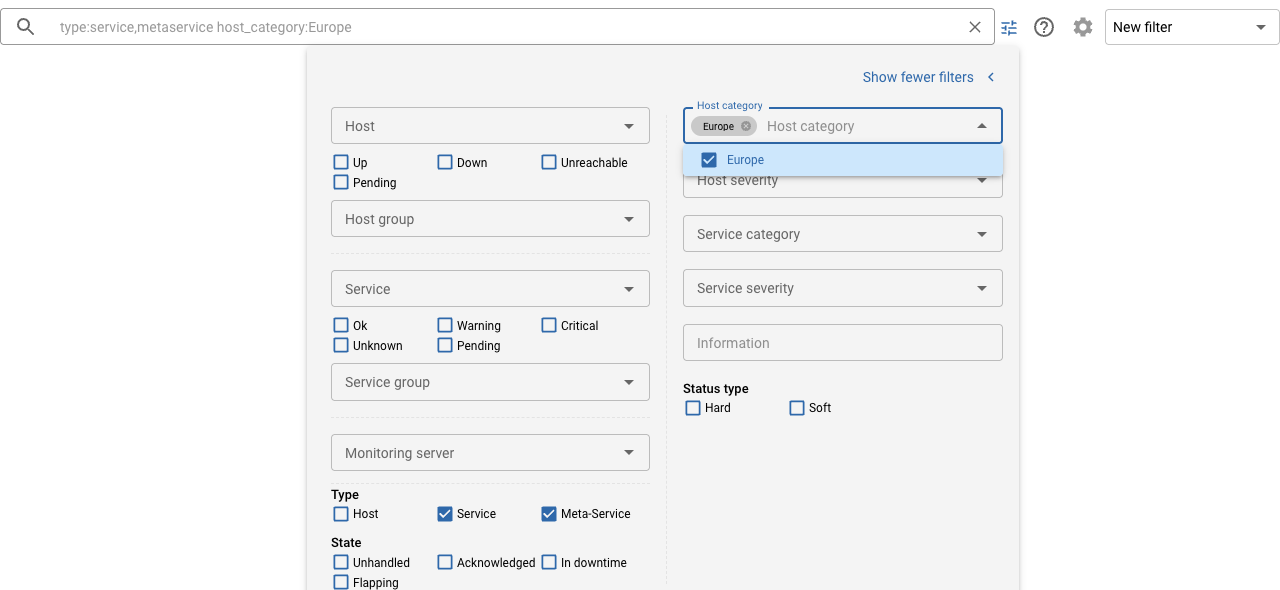 type:service,metaservice host_category:Europe
New filter
Show fewer filters
Host
Up
Down
Unreachable
Pending
Host group
Service
Ok
Warning
Critical
Unknown
Pending
Service group
Monitoring server
Type
Host
Service
Meta-Service
State
Unhandled
Acknowledged
In downtime
Flapping
Host category
Europe
Host category
Europe
Host severity
Service category
Service severity
Information
Status type
Hard
Soft